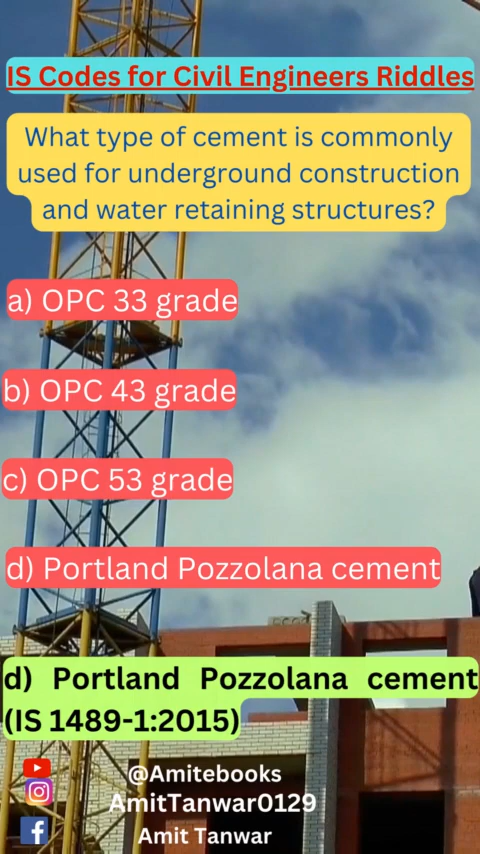 IS Codes for Civil Engineers Riddles
What type of cement is commonly
used for underground construction
and water retaining structures?
a) OPC 33 grade
b) OPC 43 grade
c) OPC 53 grade
d) Portland Pozzolana cement
d) Portland Pozzolana cement
(IS 1489-1:2015)
@Amitebooks
AmitTanwar0129
Amit Tanwar